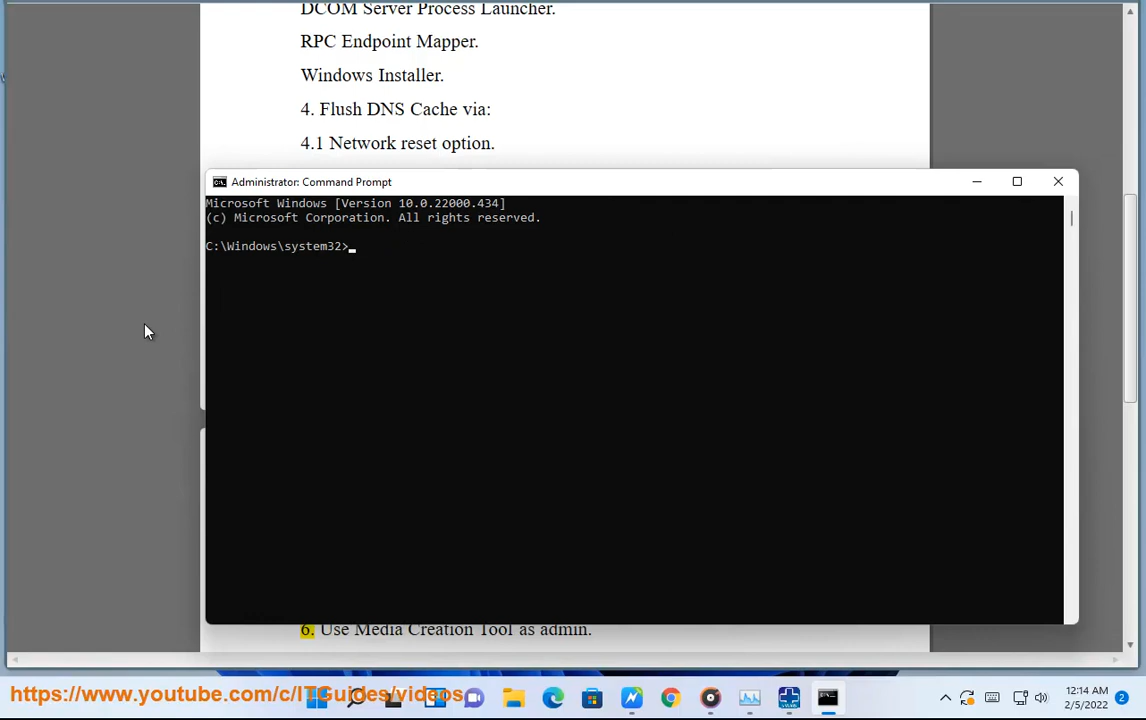 DCOM Server Process Launcher.
RPC Endpoint Mapper.
Windows Installer.
4. Flush DNS Cache via:
4.1 Network reset option.
Administrator: Command Prompt
Microsoft Windows [Version 10.0.22000.434]
(c) Microsoft Corporation. All rights reserved.
C:\Windows\system32>
6. Use Media Creation Tool as admin.
https://www.youtube.com/c/ITGuides/videos
12:14 AM
2/5/2022
2